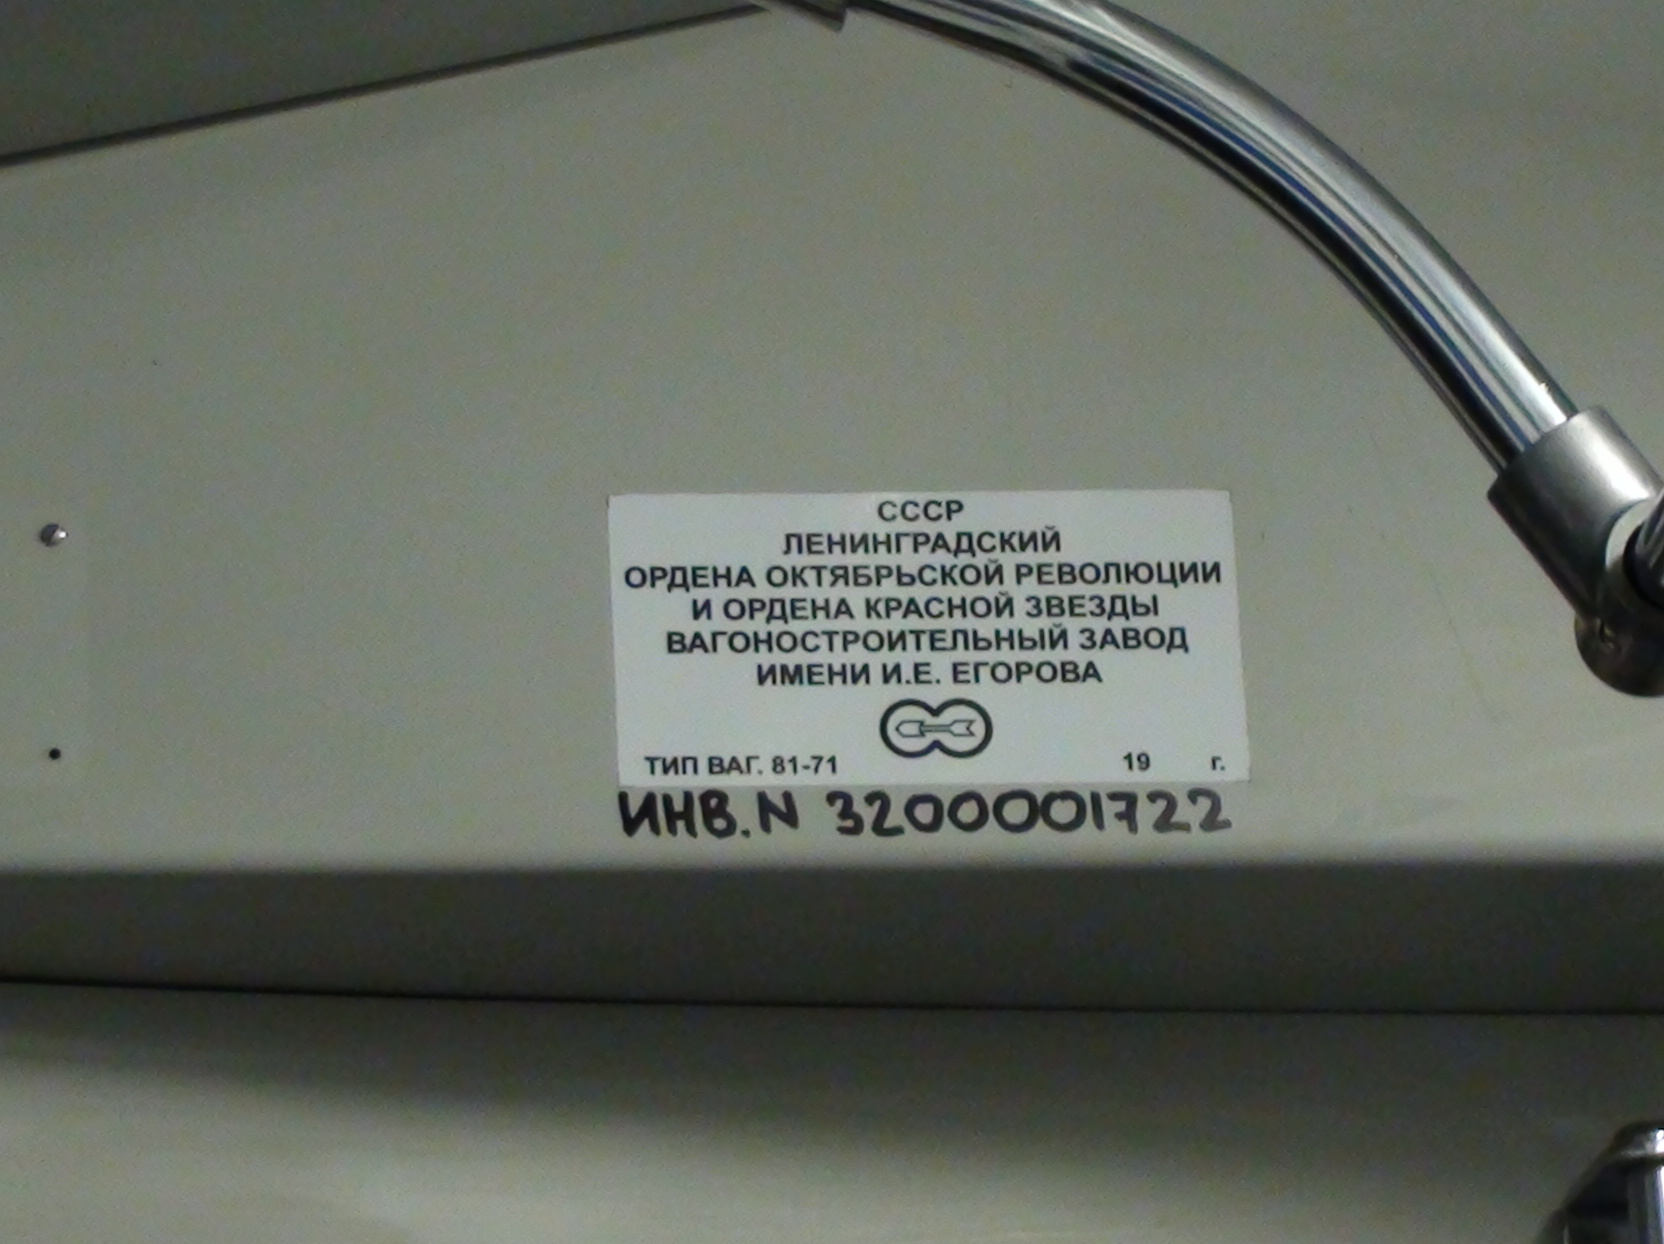 СССР
ЛЕНИНГРАДСКИЙ
ОРДЕНА ОКТЯБРЬСКОЙ РЕВОЛЮЦИИ
И ОРДЕНА КРАСНОЙ ЗВЕЗДЫ
ВАГОНОСТРОИТЕЛЬНЫЙ ЗАВОД
ИМЕНИ И.Е. ЕГОРОВА
ТИП ВАГ. 81-71 19 г.
ИНВ. N 3200001722